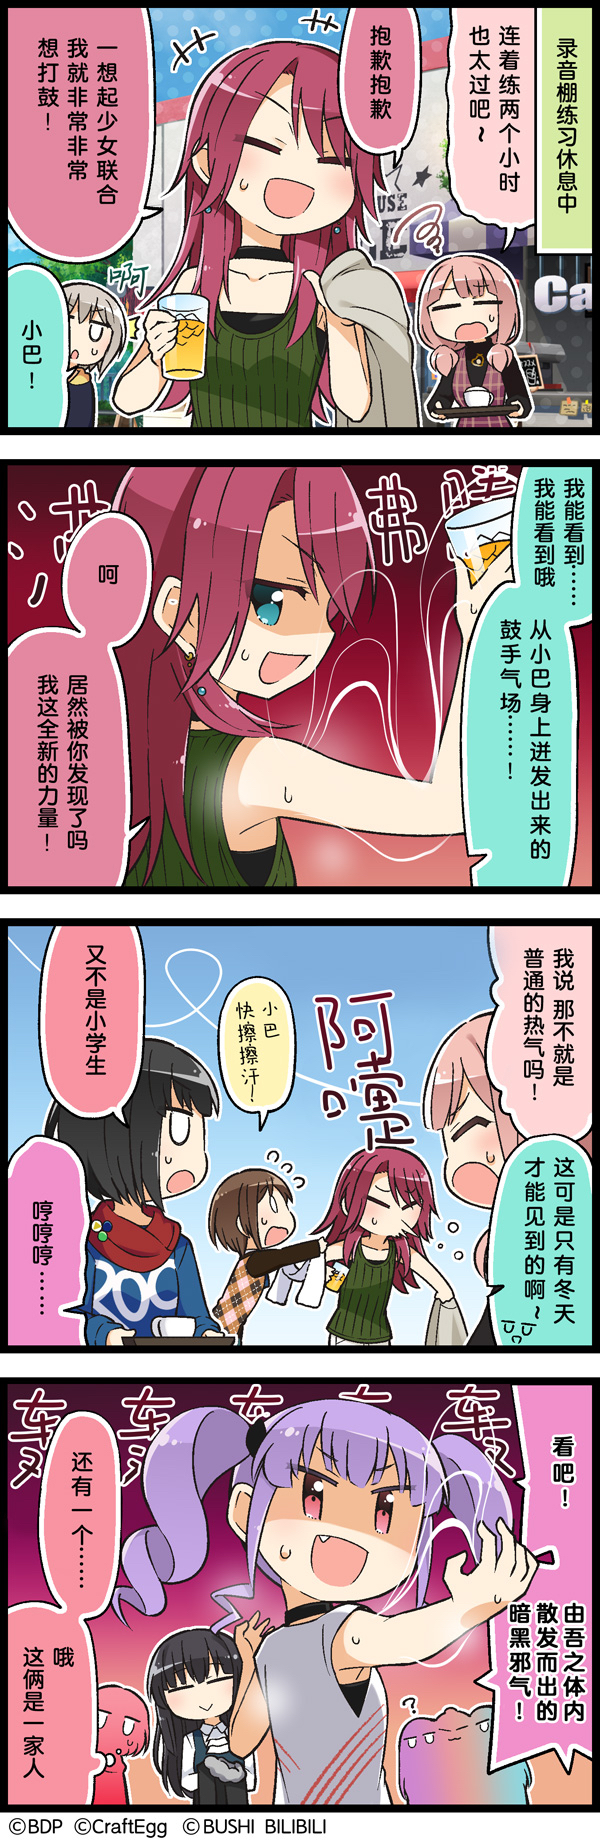 录音棚练习休息中
连着练两个小时
也太过吧~
抱歉抱歉
一想起少女联合
我就非常非常
想打鼓！
啊
小巴！
USE
Ca
我能看到……
我能看到哦
从小巴身上迸发出来的
鼓手气场……！
呵
居然被你发现了吗
我这全新的力量！
我说 那不就是
普通的热气吗！
这可是只有冬天
才能见到的啊~
阿嚏
小巴
快擦擦汗！
又不是小学生
哼哼哼……
ROC
看吧！
由吾之体内
散发而出的
暗黑邪气！
?
还有一个……
哦
这俩是一家人
©BDP ©CraftEgg ©BUSHI BILIBILI